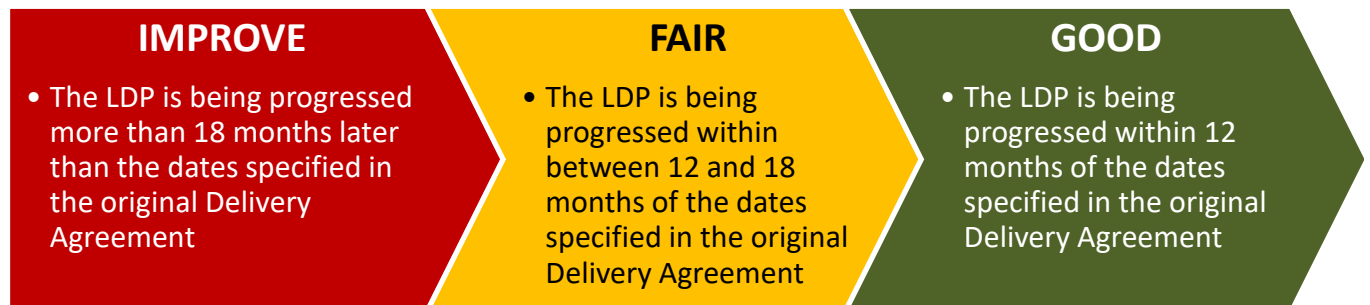 IMPROVE
• The LDP is being progressed
more than 18 months later
than the dates specified in
the original Delivery
Agreement
FAIR
• The LDP is being
progressed within
between 12 and 18
months of the dates
specified in the original
Delivery Agreement
GOOD
• The LDP is being
progressed within 12
months of the dates
specified in the original
Delivery Agreement